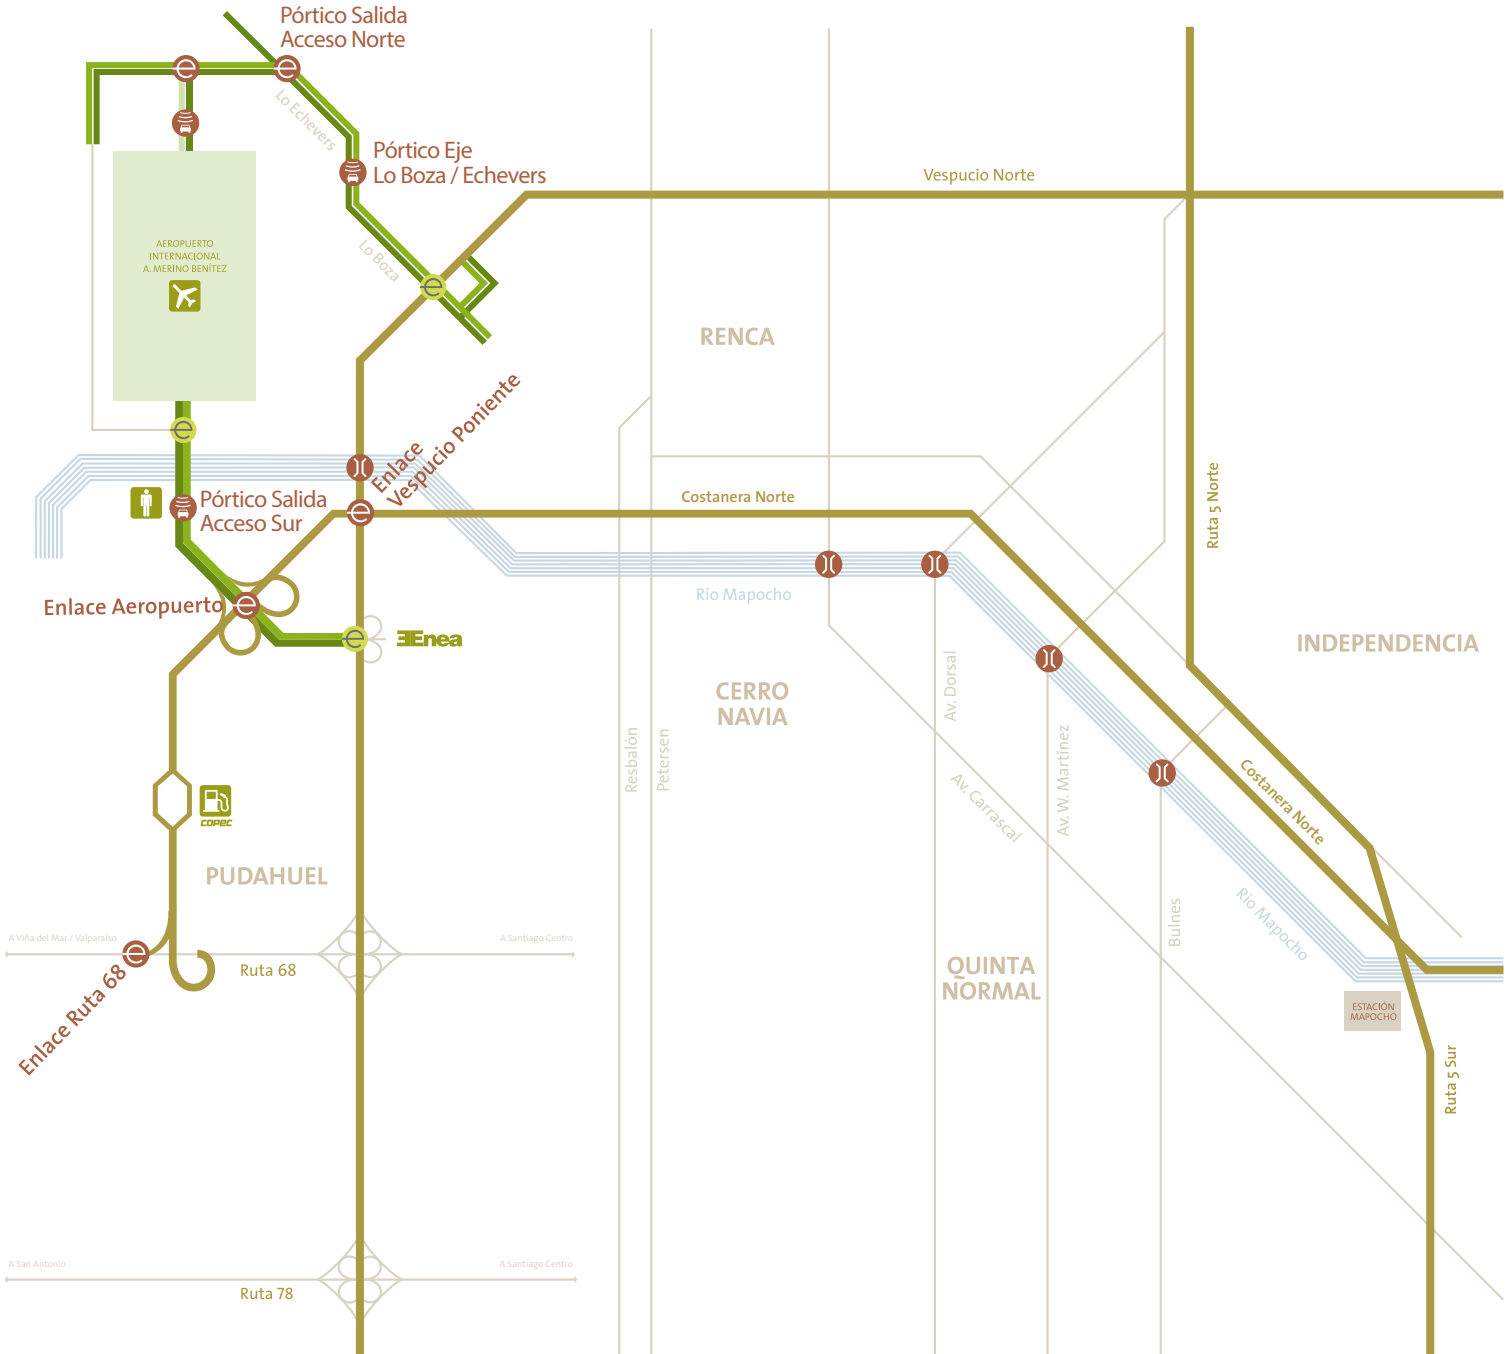 Pórtico Salida
Acceso Norte
Lo Echevers
Pórtico Eje
Lo Boza / Echevers
Vespucio Norte
AEROPUERTO
INTERNACIONAL
A. MERINO BENÍTEZ
Lo Boza
RENCA
Enlace
Vespucio Poniente
Ruta 5 Norte
Costanera Norte
Pórtico Salida
Acceso Sur
Río Mapocho
Enlace Aeropuerto
Enea
INDEPENDENCIA
CERRO
NAVIA
Av. Dorsal
Resbalón
Petersen
Av. W. Martínez
Av. Carrascal
Costanera Norte
COPEC
PUDAHUEL
Bulnes
Río Mapocho
A Viña del Mar / Valparaíso
A Santiago Centro
Ruta 68
Enlace Ruta 68
QUINTA
NORMAL
ESTACIÓN
MAPOCHO
Ruta 5 Sur
A San Antonio
A Santiago Centro
Ruta 78